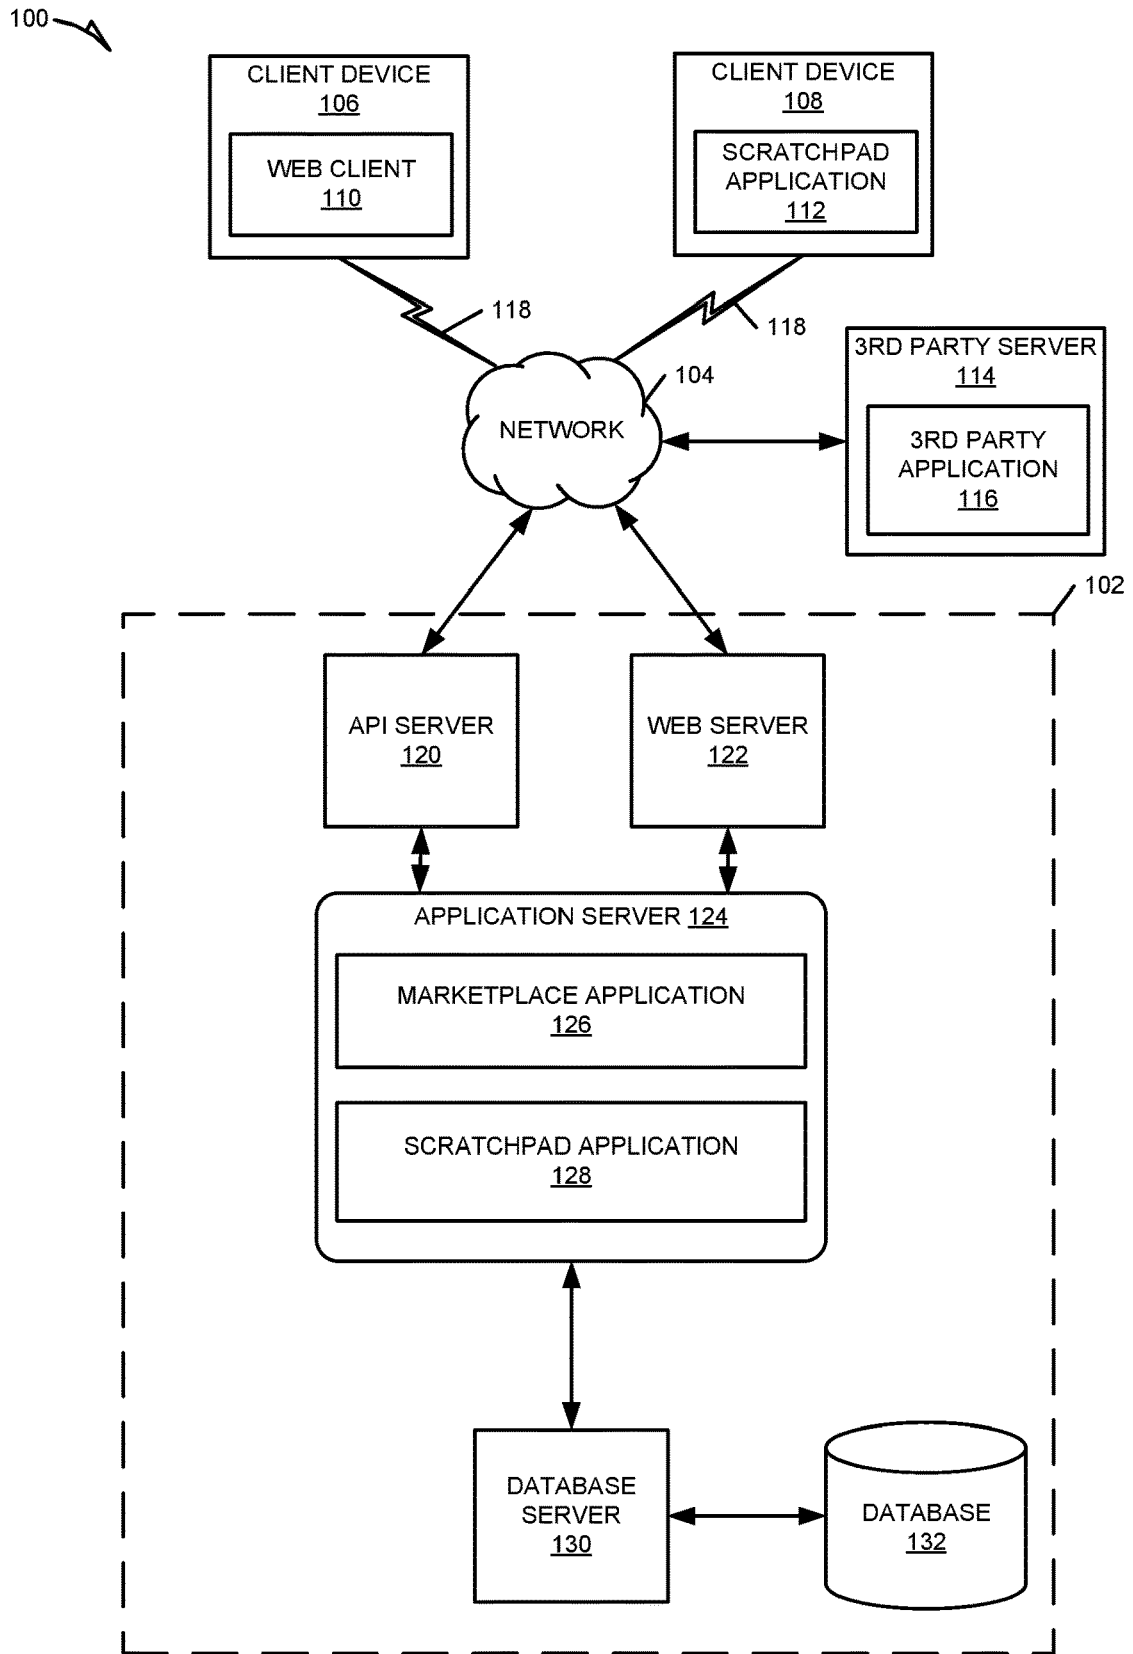 100
CLIENT DEVICE
106
WEB CLIENT
110
CLIENT DEVICE
108
SCRATCHPAD
APPLICATION
112
118
118
3RD PARTY SERVER
114
3RD PARTY
APPLICATION
116
104
NETWORK
102
API SERVER
120
WEB SERVER
122
APPLICATION SERVER 124
MARKETPLACE APPLICATION
126
SCRATCHPAD APPLICATION
128
DATABASE
SERVER
130
DATABASE
132